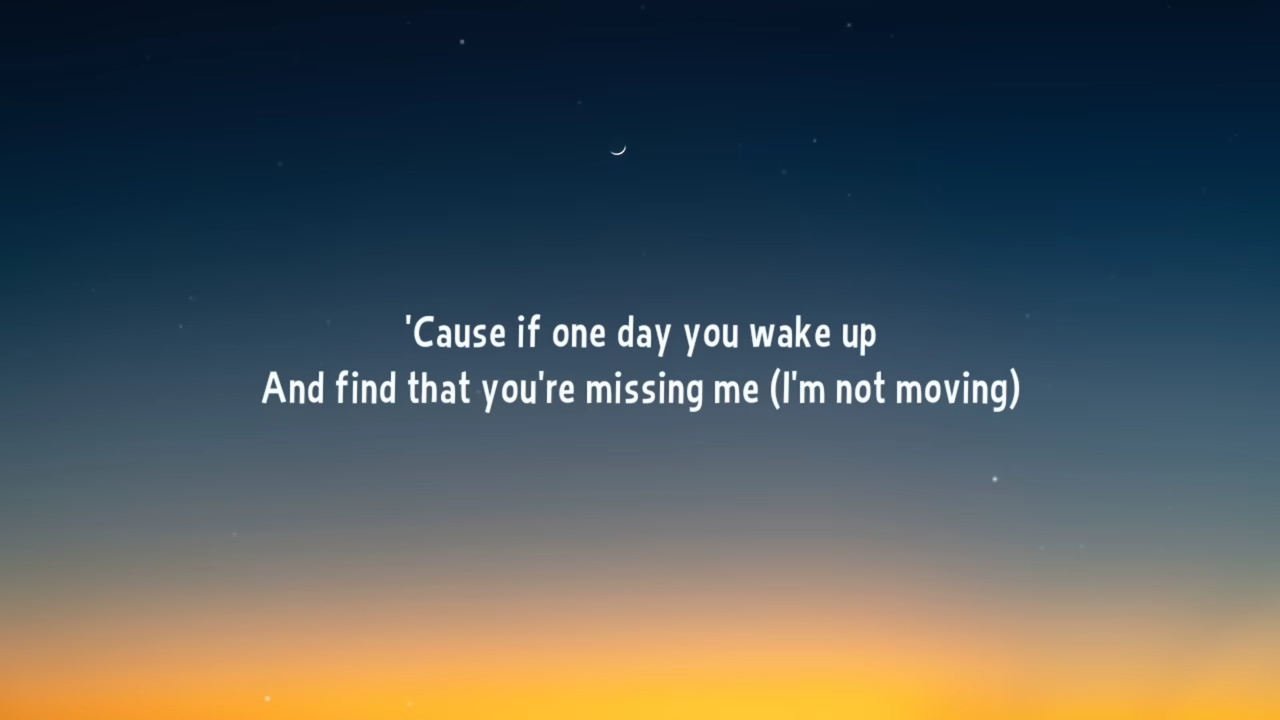 'Cause if one day you wake up
And find that you're missing me (I'm not moving)